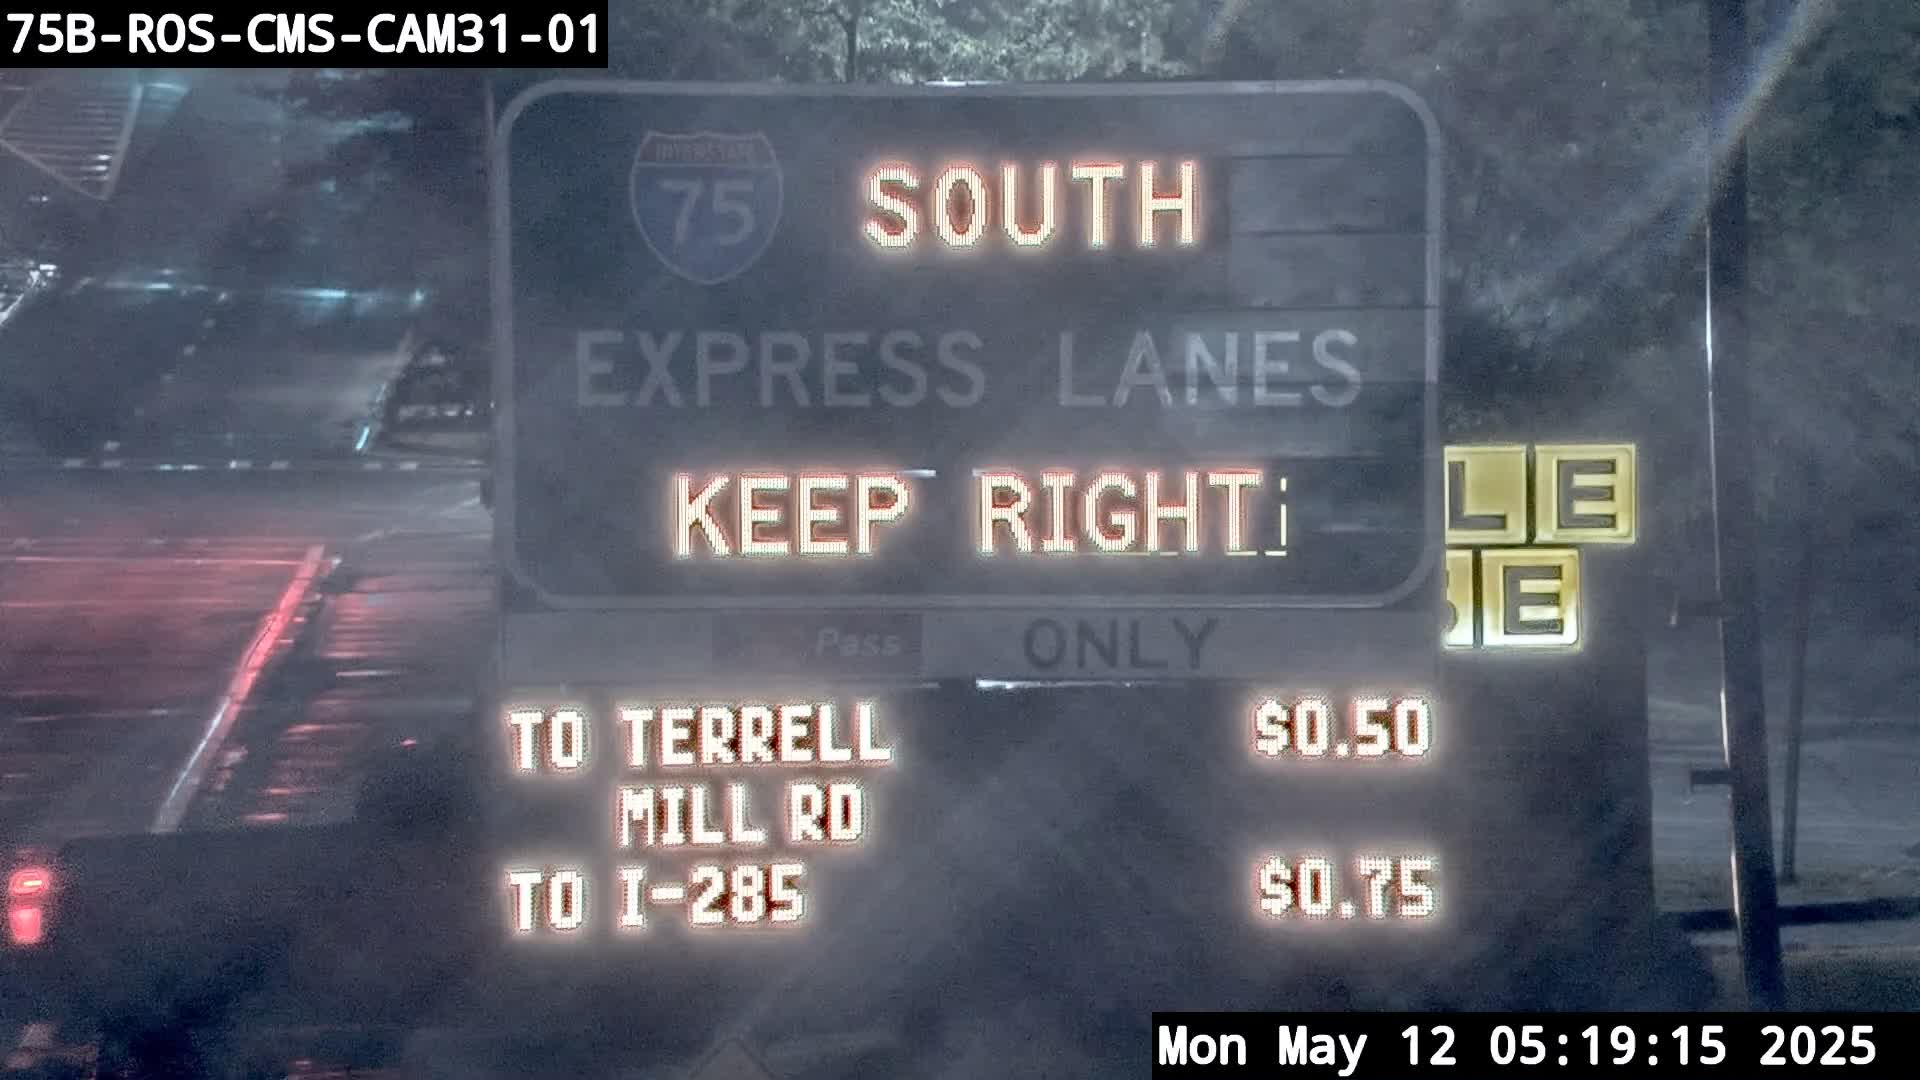 75B-ROS-CMS-CAM31-01
INTERSTATE
75 SOUTH
EXPRESS LANES
KEEP RIGHT
LE
E
Pass ONLY
TO TERRELL $0.50
MILL RD
TO I-285 $0.75
Mon May 12 05:19:15 2025